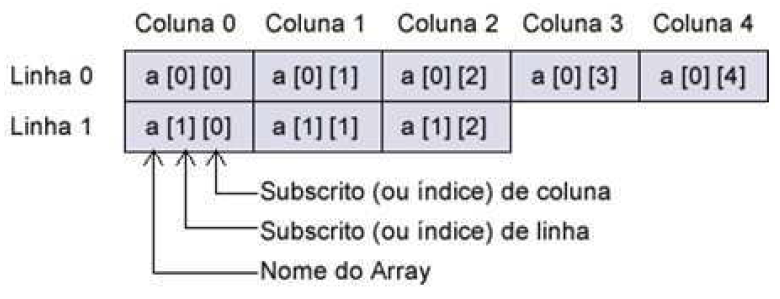 Coluna 0 Coluna 1 Coluna 2 Coluna 3 Coluna 4
Linha 0 a [0] [0] a [0] [1] a [0] [2] a [0] [3] a [0] [4]
Linha 1 a [1] [0] a [1] [1] a [1] [2]
Subscrito (ou índice) de coluna
Subscrito (ou índice) de linha
Nome do Array